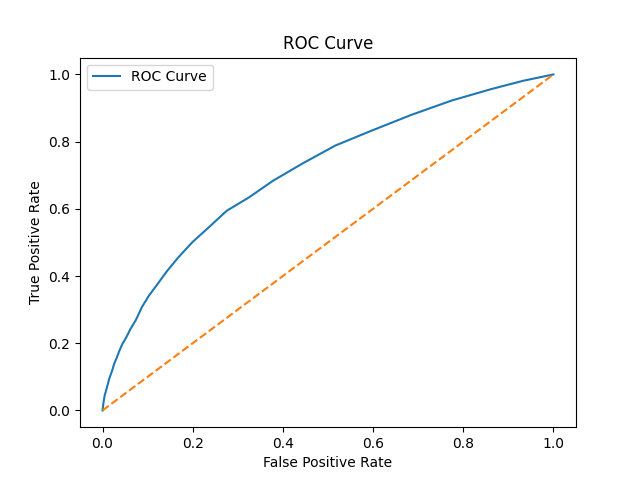 ROC Curve
ROC Curve
1.0
0.8
0.6
0.4
0.2
0.0
True Positive Rate
0.0 0.2 0.4 0.6 0.8 1.0
False Positive Rate